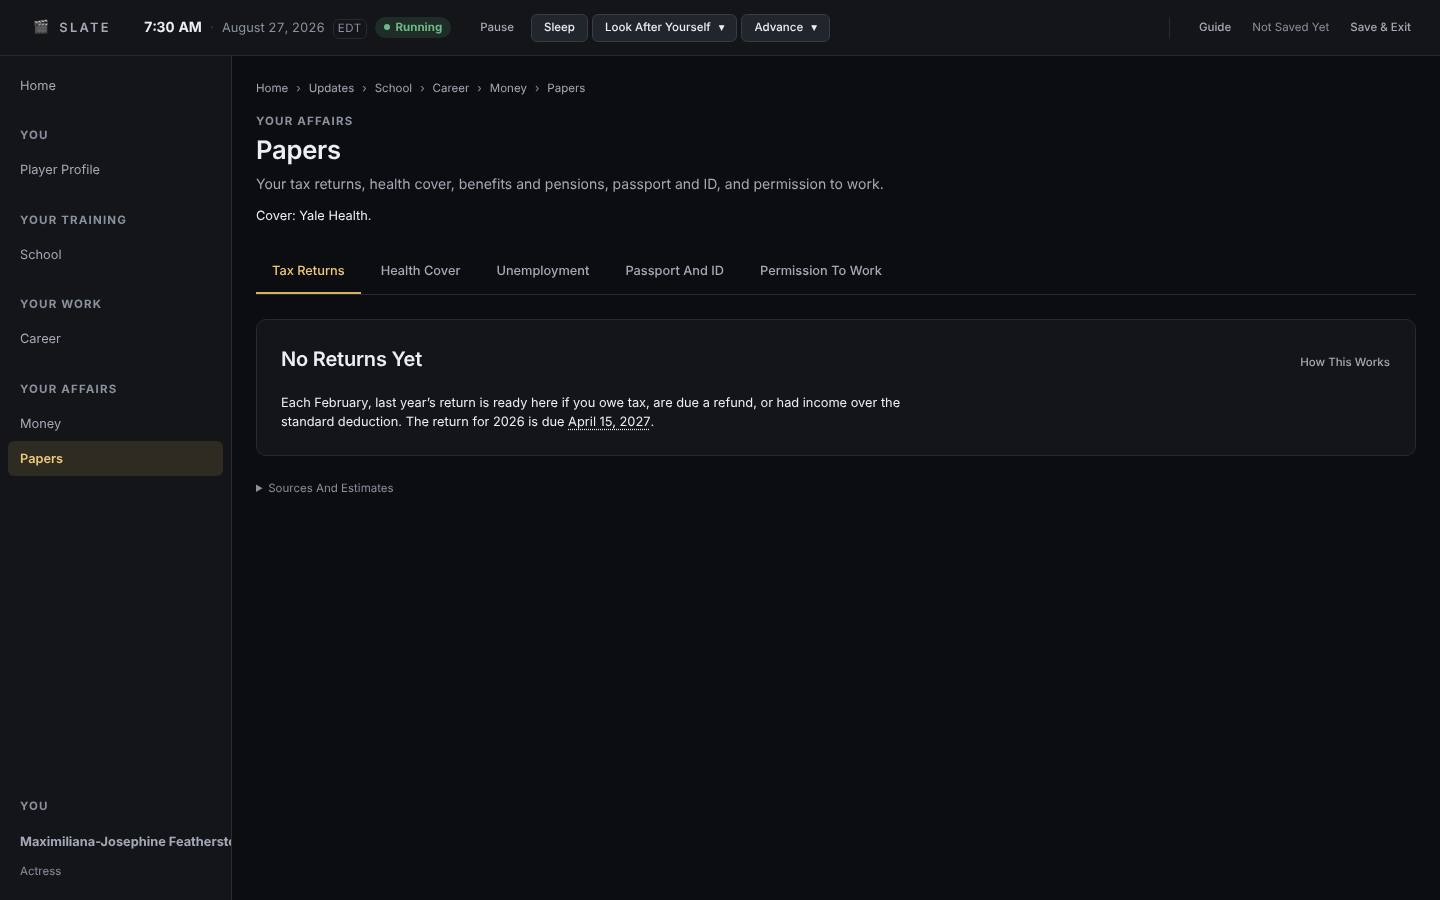 SLATE
7:30 AM · August 27, 2026 EDT Running Pause Sleep Look After Yourself ▾ Advance ▾ Guide Not Saved Yet Save & Exit
Home
YOU
Player Profile
YOUR TRAINING
School
YOUR WORK
Career
YOUR AFFAIRS
Money
Papers
YOU
Maximiliana-Josephine Featherst
Actress
Home › Updates › School › Career › Money › Papers
YOUR AFFAIRS
Papers
Your tax returns, health cover, benefits and pensions, passport and ID, and permission to work.
Cover: Yale Health.
Tax Returns Health Cover Unemployment Passport And ID Permission To Work
No Returns Yet
How This Works
Each February, last year’s return is ready here if you owe tax, are due a refund, or had income over the
standard deduction. The return for 2026 is due April 15, 2027.
Sources And Estimates